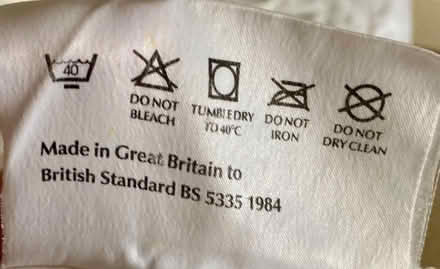 40
DO NOT
BLEACH
TUMBLE DRY
TO 40°C
DO NOT
IRON
DO NOT
DRY CLEAN
Made in Great Britain to
British Standard BS 5335 1984